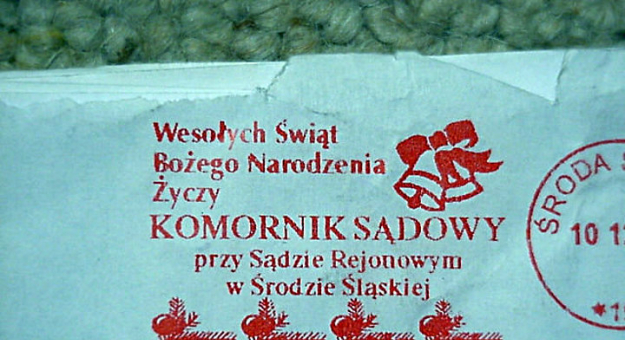 Wesołych Świąt
Bożego Narodzenia
Życzy
KOMORNIK SĄDOWY
przy Sądzie Rejonowym
w Środzie Śląskiej
ŚRODA
10